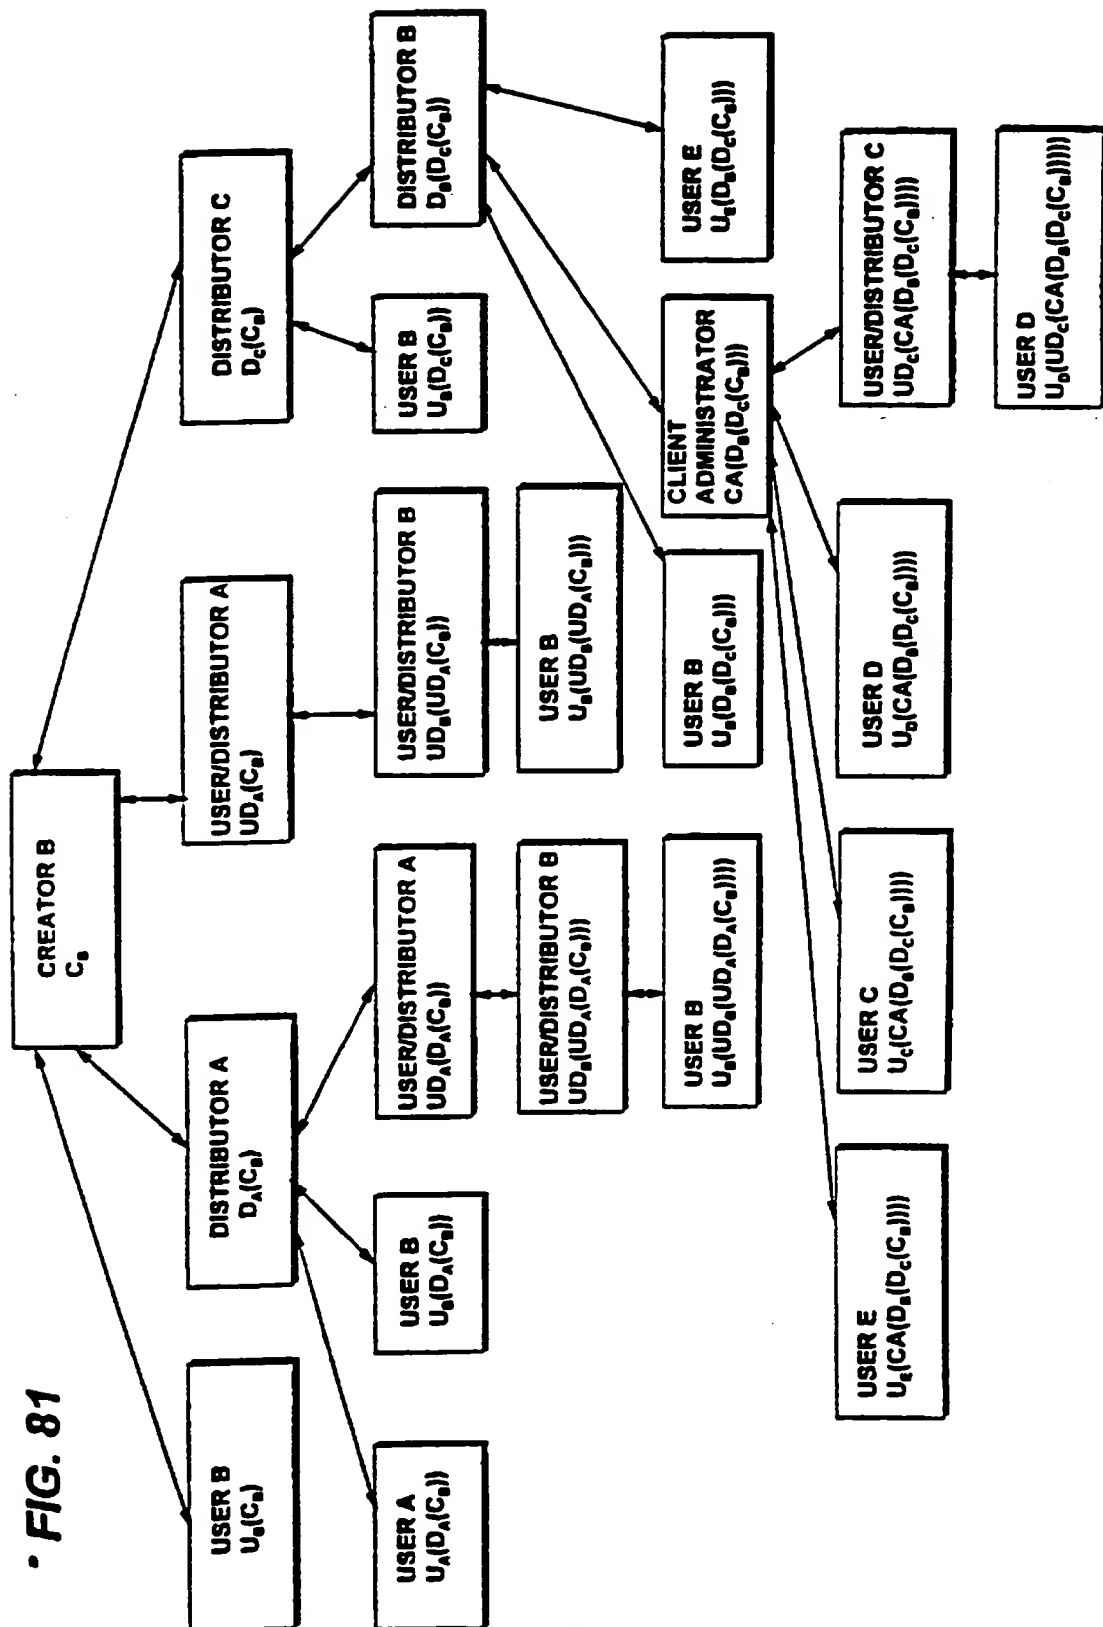 FIG. 81
CREATOR B
C_B
USER B
U_B(C_B)
DISTRIBUTOR A
D_A(C_B)
USER/DISTRIBUTOR A
UD_A(C_B)
DISTRIBUTOR C
D_C(C_B)
USER A
U_A(D_A(C_B))
USER B
U_B(D_A(C_B))
USER/DISTRIBUTOR A
UD_A(D_A(C_B))
USER/DISTRIBUTOR B
UD_B(UD_A(C_B))
USER B
U_B(D_C(C_B))
DISTRIBUTOR B
D_B(D_C(C_B))
USER/DISTRIBUTOR B
UD_B(UD_A(D_A(C_B)))
USER B
U_B(UD_B(UD_A(C_B)))
USER B
U_B(UD_B(UD_A(D_A(C_B))))
USER B
U_B(D_B(D_C(C_B)))
CLIENT
ADMINISTRATOR
CA(D_B(D_C(C_B)))
USER E
U_E(D_B(D_C(C_B)))
USER E
U_E(CA(D_B(D_C(C_B))))
USER C
U_C(CA(D_B(D_C(C_B))))
USER D
U_D(CA(D_B(D_C(C_B))))
USER/DISTRIBUTOR C
UD_C(CA(D_B(D_C(C_B))))
USER D
U_D(UD_C(CA(D_B(D_C(C_B)))))